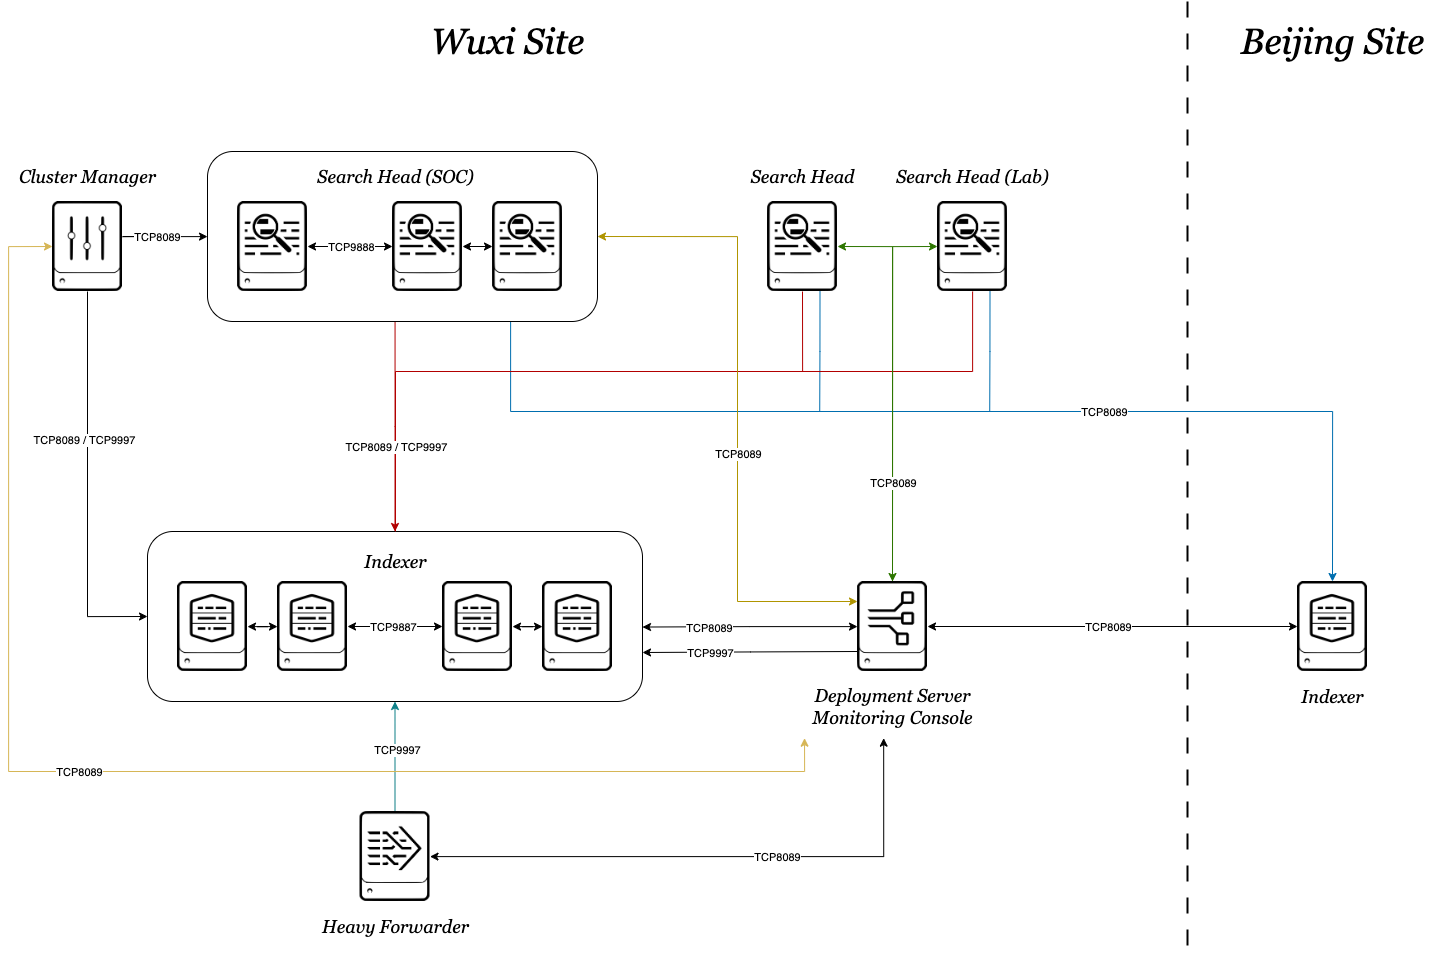 Wuxi Site
Beijing Site
Cluster Manager
Search Head (SOC)
Search Head
Search Head (Lab)
TCP8089
TCP9888
TCP8089
TCP8089 / TCP9997
TCP8089 / TCP9997
TCP8089
TCP8089
Indexer
TCP9887
TCP8089
TCP8089
TCP9997
Deployment Server
Monitoring Console
Indexer
TCP9997
TCP8089
TCP8089
Heavy Forwarder